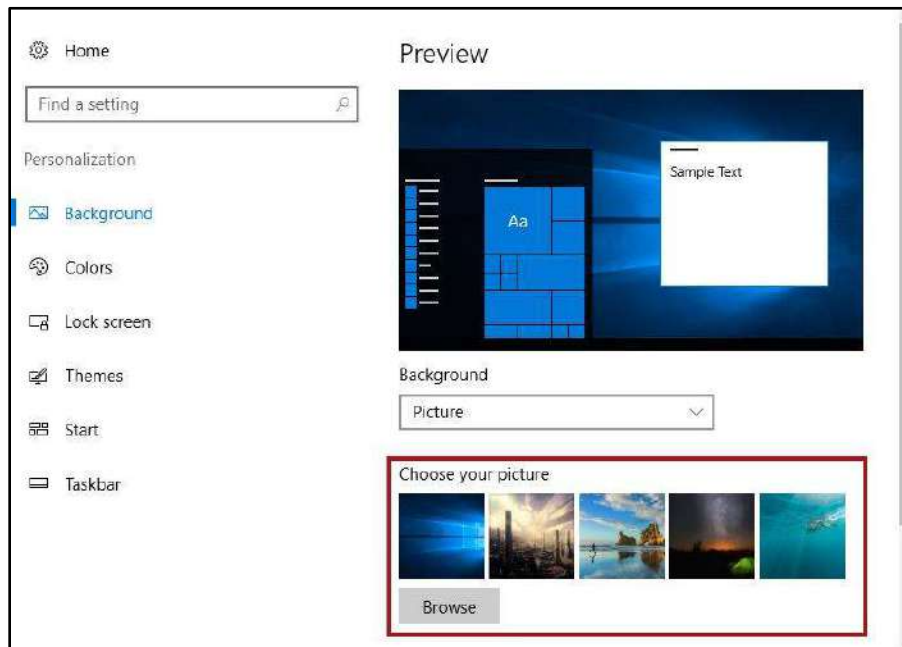 Home
Find a setting
Personalization
Background
Colors
Lock screen
Themes
Start
Taskbar
Preview
Sample Text
Aa
Background
Picture
Choose your picture
Browse